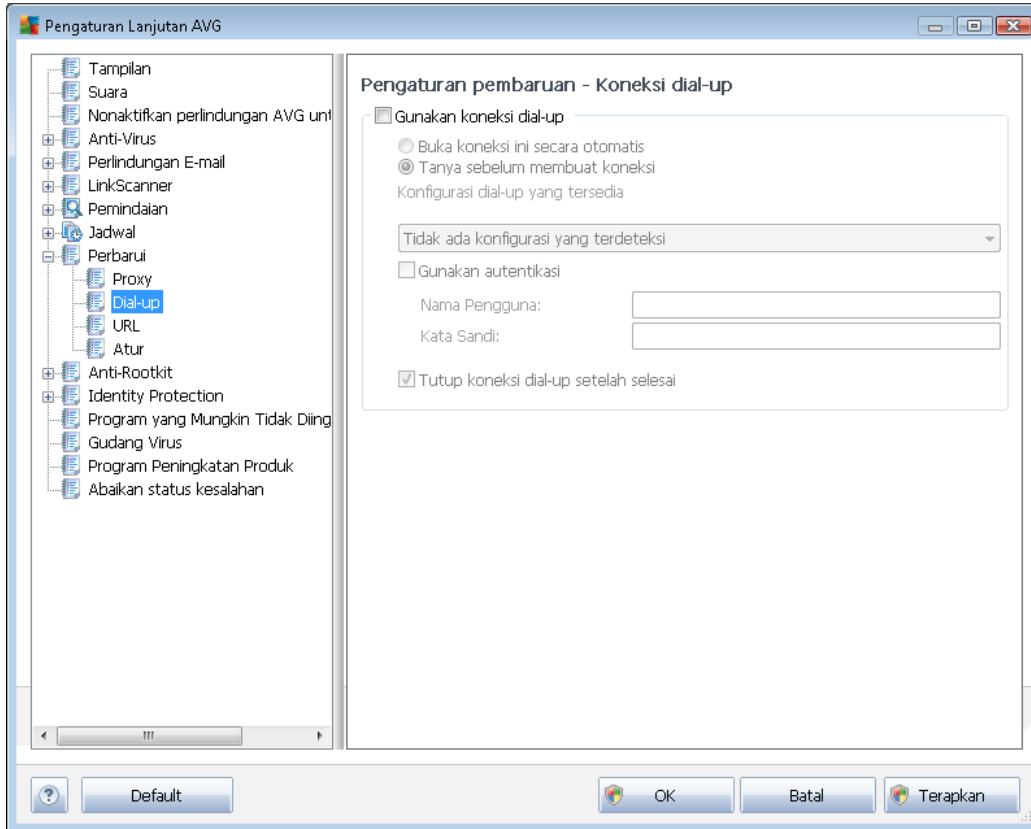 Pengaturan Lanjutan AVG
Tampilan
Suara
Nonaktifkan perlindungan AVG unt
Anti-Virus
Perlindungan E-mail
LinkScanner
Pemindaian
Jadwal
Perbarui
Proxy
Dial-up
URL
Atur
Anti-Rootkit
Identity Protection
Program yang Mungkin Tidak Diing
Gudang Virus
Program Peningkatan Produk
Abaikan status kesalahan
Pengaturan pembaruan - Koneksi dial-up
Gunakan koneksi dial-up
Buka koneksi ini secara otomatis
Tanya sebelum membuat koneksi
Konfigurasi dial-up yang tersedia
Tidak ada konfigurasi yang terdeteksi
Gunakan autentikasi
Nama Pengguna:
Kata Sandi:
Tutup koneksi dial-up setelah selesai
? Default OK Batal Terapkan